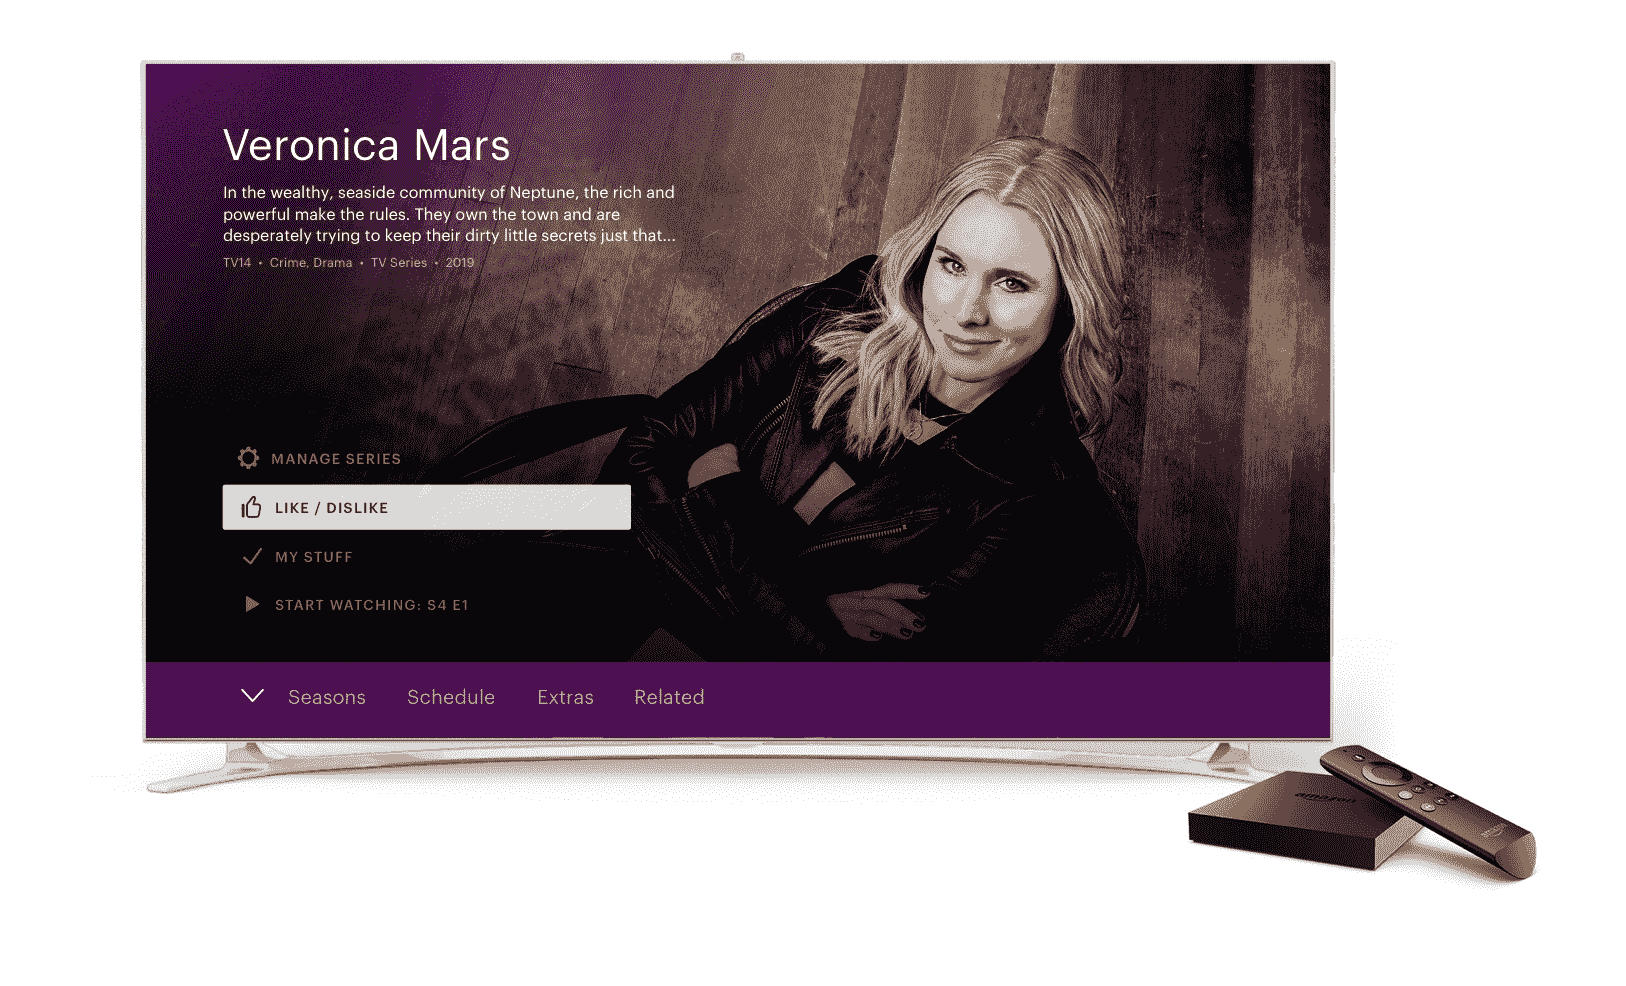 Veronica Mars
In the wealthy, seaside community of Neptune, the rich and
powerful make the rules. They own the town and are
desperately trying to keep their dirty little secrets just that...
TV14 • Crime, Drama • TV Series • 2019
MANAGE SERIES
LIKE / DISLIKE
MY STUFF
START WATCHING: S4 E1
Seasons Schedule Extras Related
amazon
amazon